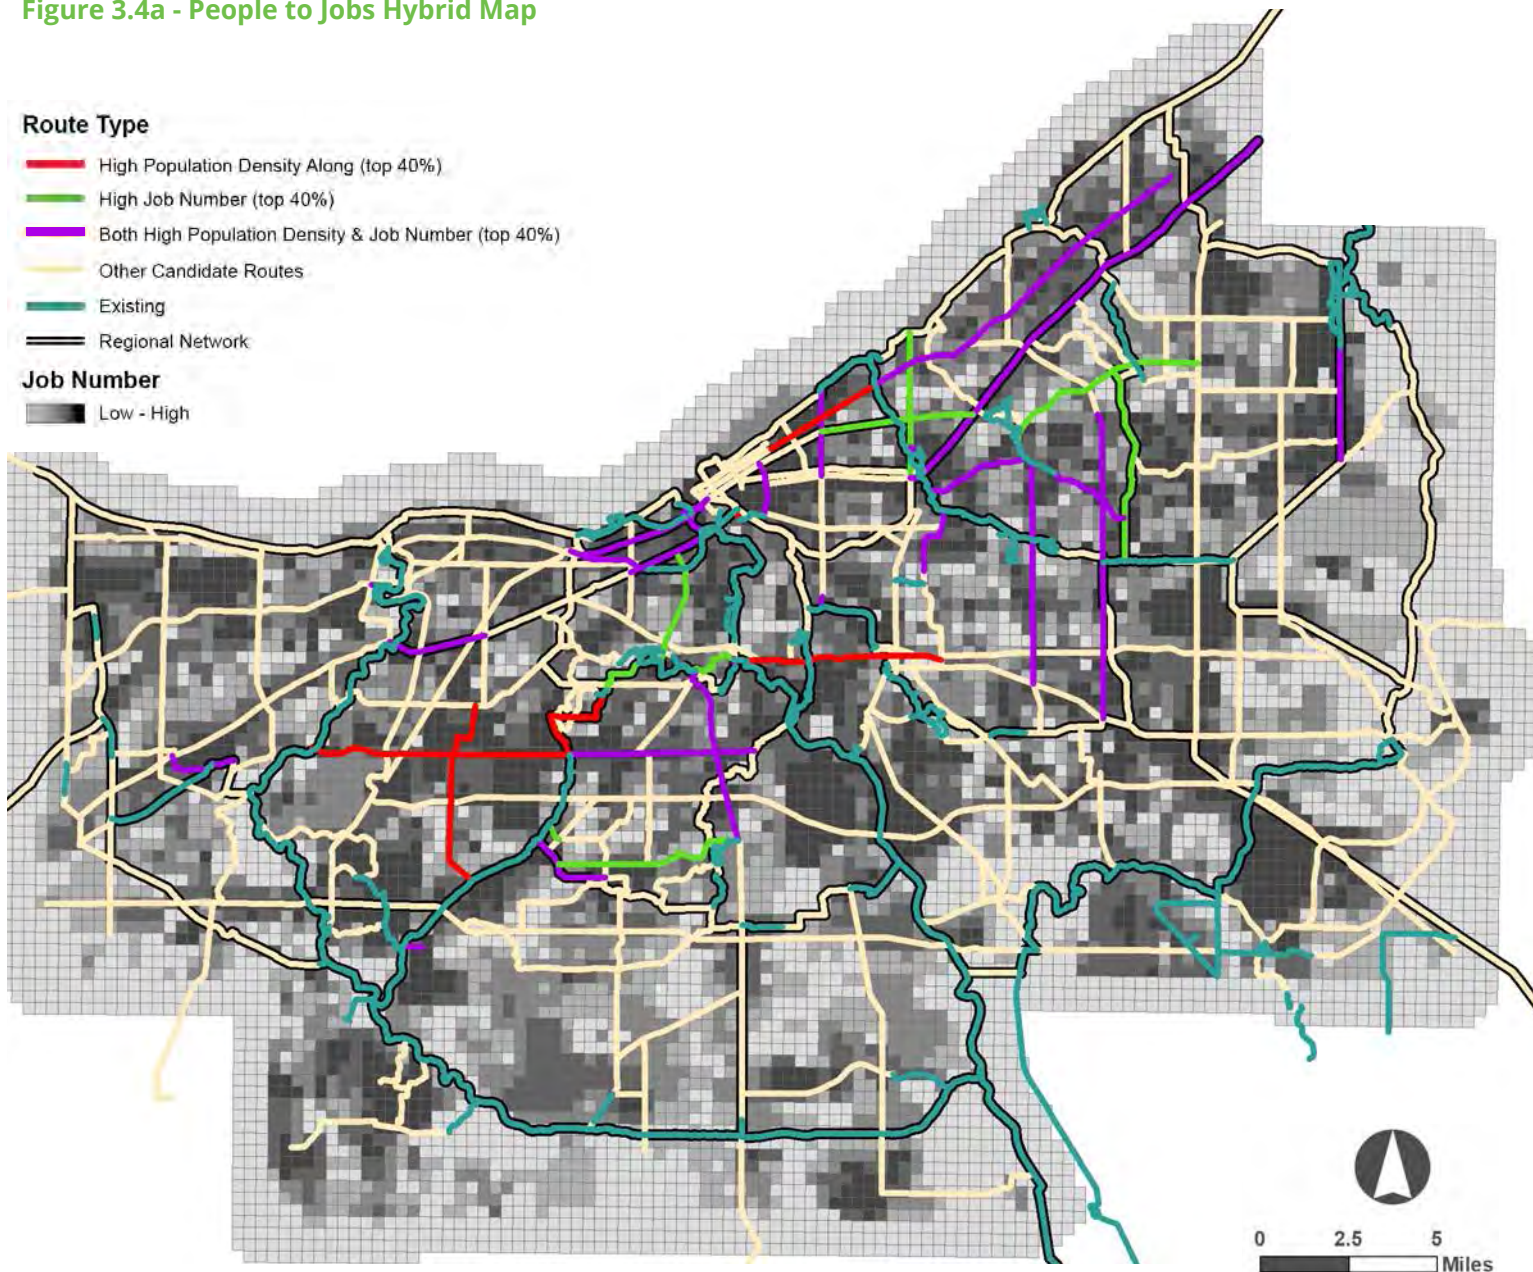 Figure 3.4a - People to Jobs Hybrid Map
Route Type
High Population Density Along (top 40%)
High Job Number (top 40%)
Both High Population Density & Job Number (top 40%)
Other Candidate Routes
Existing
Regional Network
Job Number
Low - High
0 2.5 5
Miles